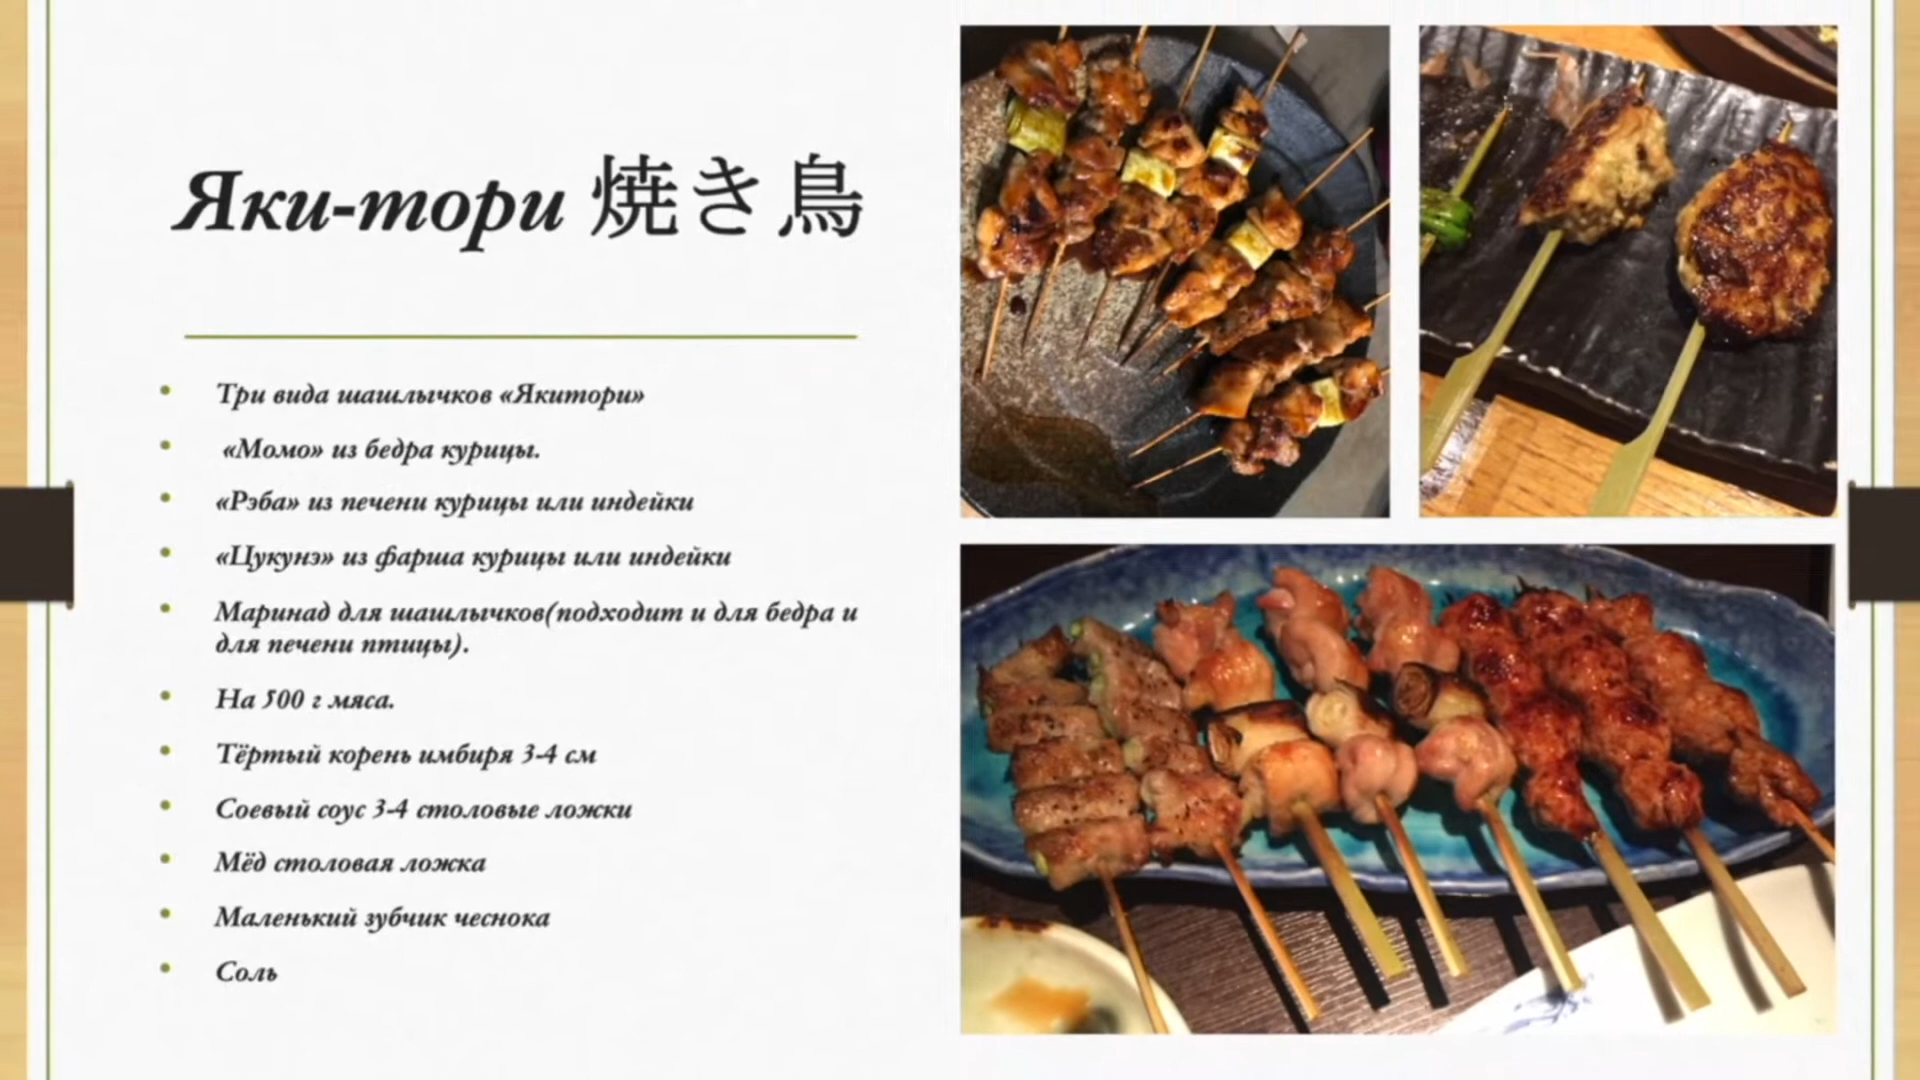 Яки-тори 焼き鳥
Три вида шашлычков «Якитори»
«Момо» из бедра курицы.
«Рэба» из печени курицы или индейки
«Цукунэ» из фарша курицы или индейки
Маринад для шашлычков(подходит и для бедра и
для печени птицы).
На 500 г мяса.
Тёртый корень имбиря 3-4 см
Соевый соус 3-4 столовые ложки
Мёд столовая ложка
Маленький зубчик чеснока
Соль